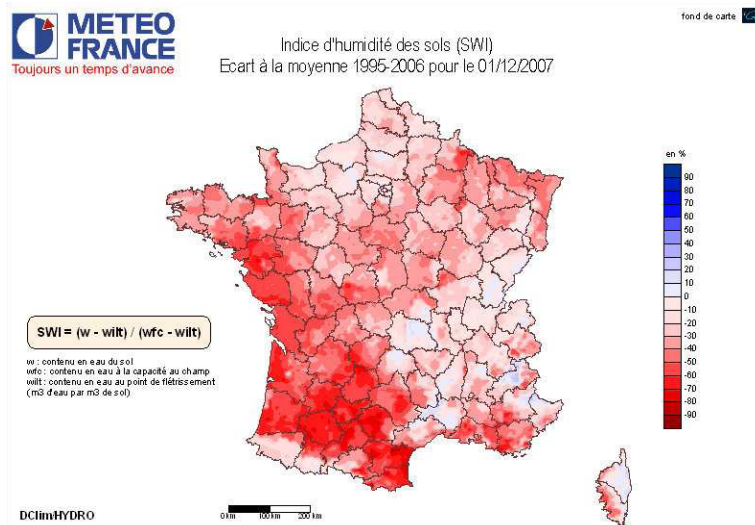 METEO
FRANCE
Toujours un temps d'avance
fond de carte
Indice d'humidité des sols (SWI)
Ecart à la moyenne 1995-2006 pour le 01/12/2007
en %
90
80
70
60
50
40
30
20
10
0
-10
-20
-30
-40
-50
-60
-70
-80
-90
SWI = (w - wilt) / (wfc - wilt)
w : contenu en eau du sol
wfc : contenu en eau à la capacité au champ
wilt : contenu en eau au point de flétrissement
(m3 d'eau par m3 de sol)
DClim/HYDRO
0 km 100 km 200 km